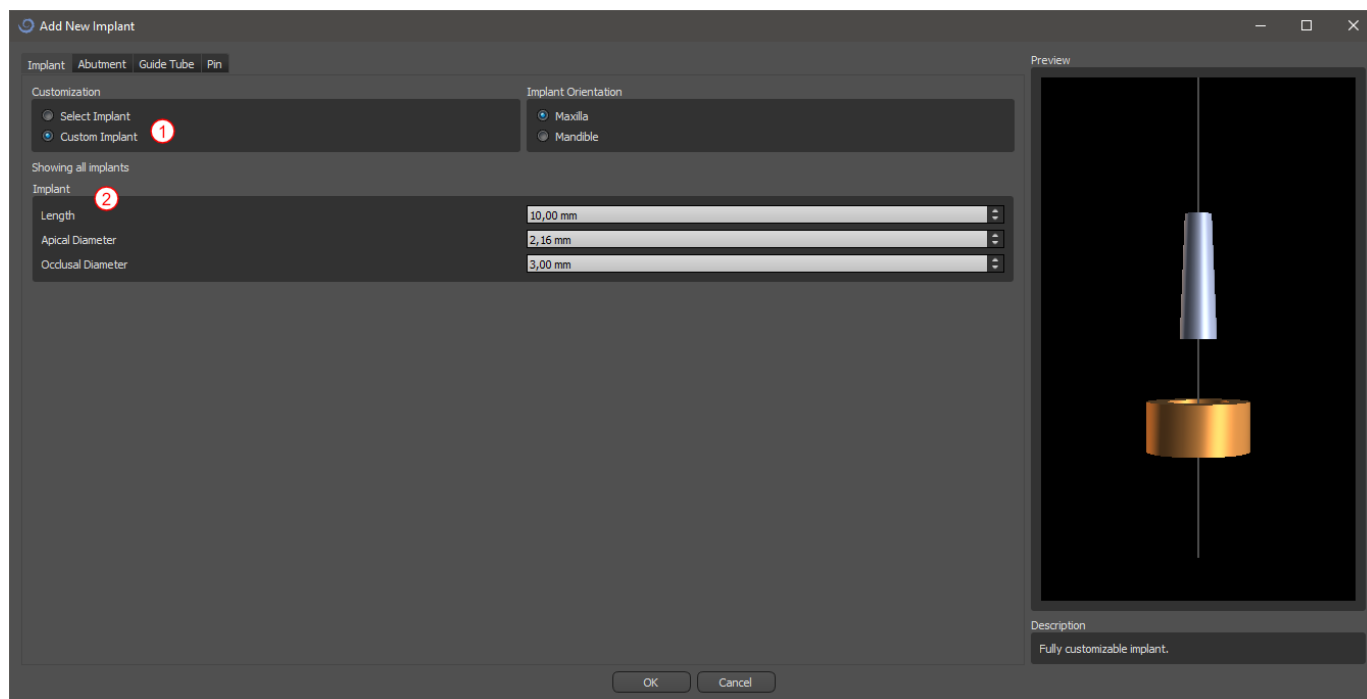 Add New Implant
Implant Abutment Guide Tube Pin
Customization
Select Implant
Custom Implant
1
Implant Orientation
Maxilla
Mandible
Showing all implants
Implant
2
Length 10,00 mm
Apical Diameter 2,16 mm
Occlusal Diameter 3,00 mm
Preview
Description
Fully customizable implant.
OK Cancel